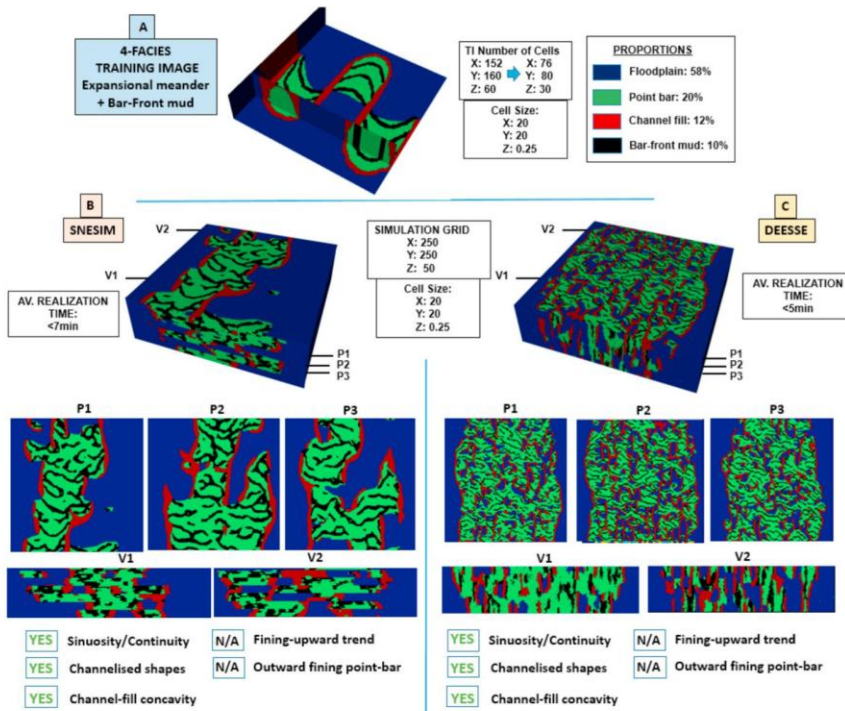 A
4-FACIES
TRAINING IMAGE
Expansional meander
+ Bar-Front mud
TI Number of Cells
X: 152 X: 76
Y: 160 Y: 80
Z: 60 Z: 30
Cell Size:
X: 20
Y: 20
Z: 0.25
PROPORTIONS
Floodplain: 58%
Point bar: 20%
Channel fill: 12%
Bar-front mud: 10%
B
SNESIM
V2
V1
AV. REALIZATION
TIME:
<7min
P1
P2
P3
SIMULATION GRID
X: 250
Y: 250
Z: 50
Cell Size:
X: 20
Y: 20
Z: 0.25
C
DEESSE
V2
V1
AV. REALIZATION
TIME:
<5min
P1
P2
P3
P1 P2 P3
V1 V2
YES Sinuosity/Continuity N/A Fining-upward trend
YES Channelised shapes N/A Outward fining point-bar
YES Channel-fill concavity
P1 P2 P3
V1 V2
YES Sinuosity/Continuity N/A Fining-upward trend
YES Channelised shapes N/A Outward fining point-bar
YES Channel-fill concavity